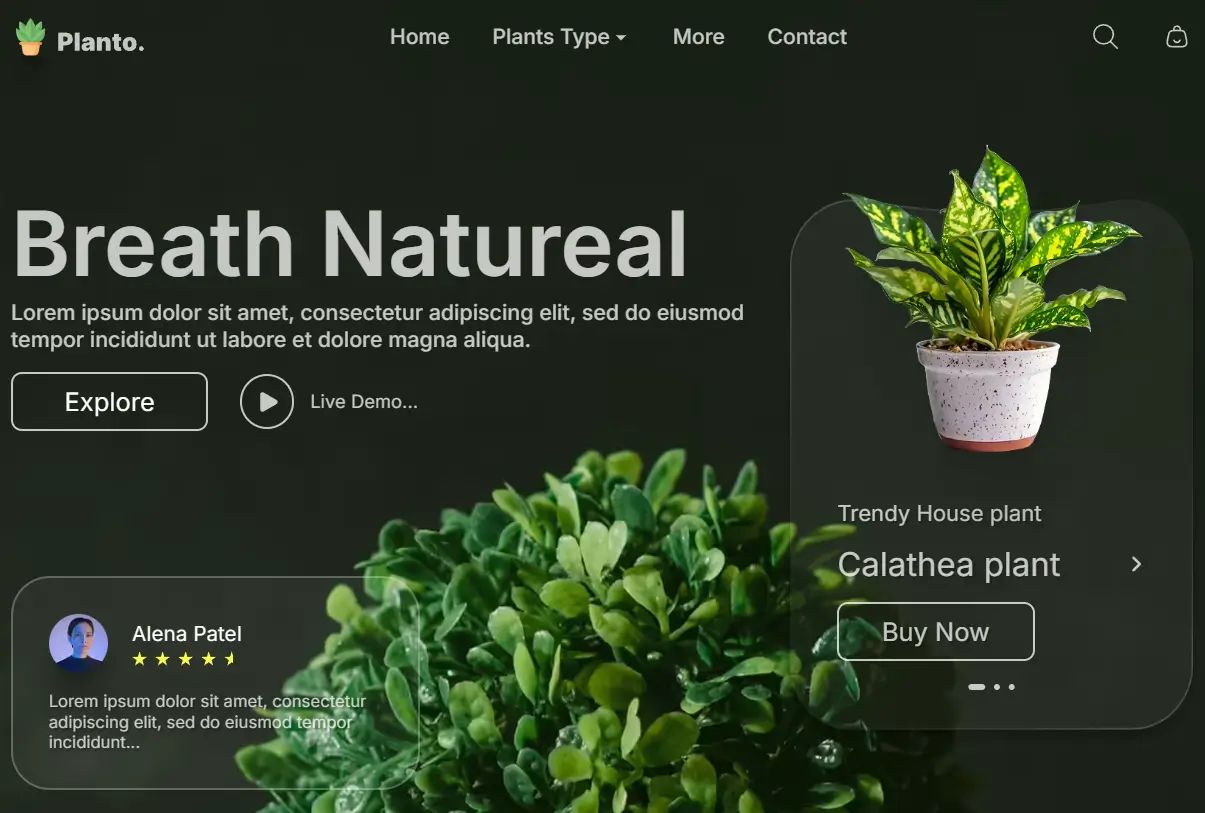 Planto.
Home
Plants Type
More
Contact
Breath Natureal
Lorem ipsum dolor sit amet, consectetur adipiscing elit, sed do eiusmod
tempor incididunt ut labore et dolore magna aliqua.
Explore
Live Demo...
Trendy House plant
Calathea plant
Buy Now
Alena Patel
Lorem ipsum dolor sit amet, consectetur
adipiscing elit, sed do eiusmod tempor
incididunt...